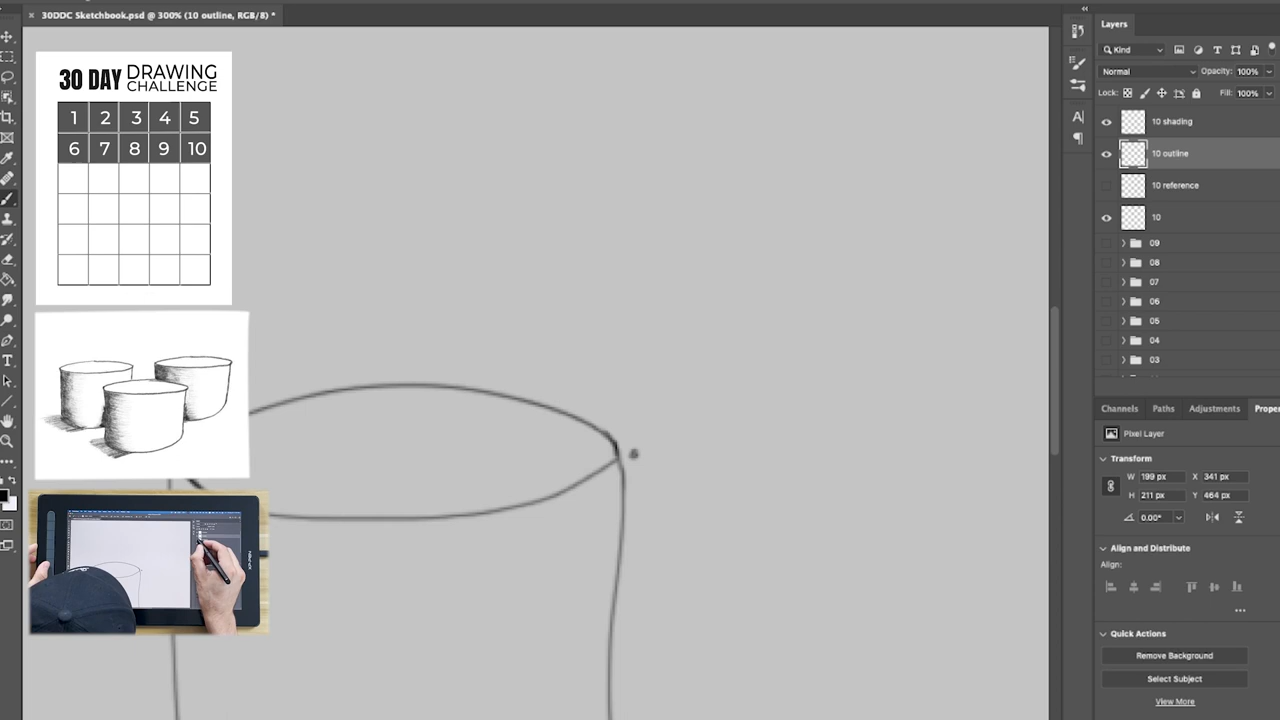 30DDC Sketchbook.psd @ 300% (10 outline, RGB/8) *
30 DAY DRAWING CHALLENGE
1 2 3 4 5
6 7 8 9 10
Layers
Kind
Normal Opacity: 100%
Lock: Fill: 100%
10 shading
10 outline
10 reference
10
09
08
07
06
05
04
03
Channels Paths Adjustments Proper
Pixel Layer
Transform
W 199 px X 341 px
H 211 px Y 464 px
0.00°
Align and Distribute
Align:
Quick Actions
Remove Background
Select Subject
View More